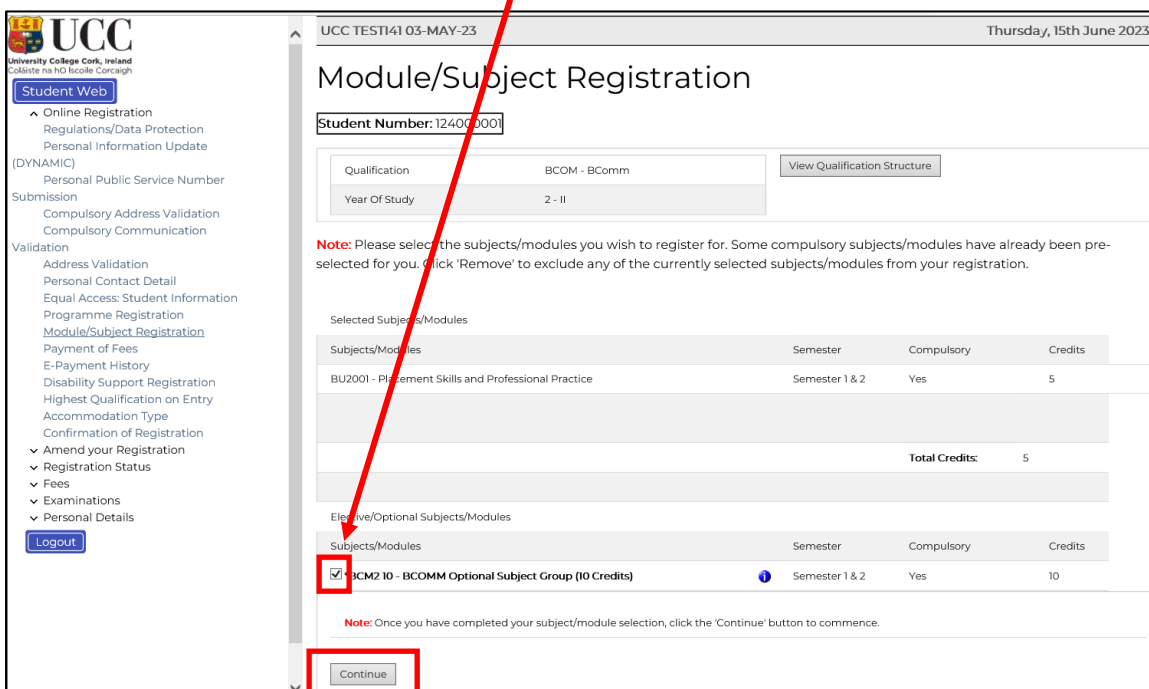 UCC
University College Cork, Ireland
Coláiste na hO llscoile Corcaigh
Student Web
Online Registration
Regulations/Data Protection
Personal Information Update
(DYNAMIC)
Personal Public Service Number
Submission
Compulsory Address Validation
Compulsory Communication
Validation
Address Validation
Personal Contact Detail
Equal Access: Student Information
Programme Registration
Module/Subject Registration
Payment of Fees
E-Payment History
Disability Support Registration
Highest Qualification on Entry
Accommodation Type
Confirmation of Registration
Amend your Registration
Registration Status
Fees
Examinations
Personal Details
Logout
UCC TESTI41 03-MAY-23 Thursday, 15th June 2023
Module/Subject Registration
Student Number: 124000001
Qualification BCOM - BComm View Qualification Structure
Year Of Study 2 - II
Note: Please select the subjects/modules you wish to register for. Some compulsory subjects/modules have already been pre-
selected for you. Click 'Remove' to exclude any of the currently selected subjects/modules from your registration.
Selected Subjects/Modules
Subjects/Modules Semester Compulsory Credits
BU2001 - Placement Skills and Professional Practice Semester 1 & 2 Yes 5
Total Credits: 5
Elective/Optional Subjects/Modules
Subjects/Modules Semester Compulsory Credits
*BCM2 10 - BCOMM Optional Subject Group (10 Credits) Semester 1 & 2 Yes 10
Note: Once you have completed your subject/module selection, click the 'Continue' button to commence.
Continue